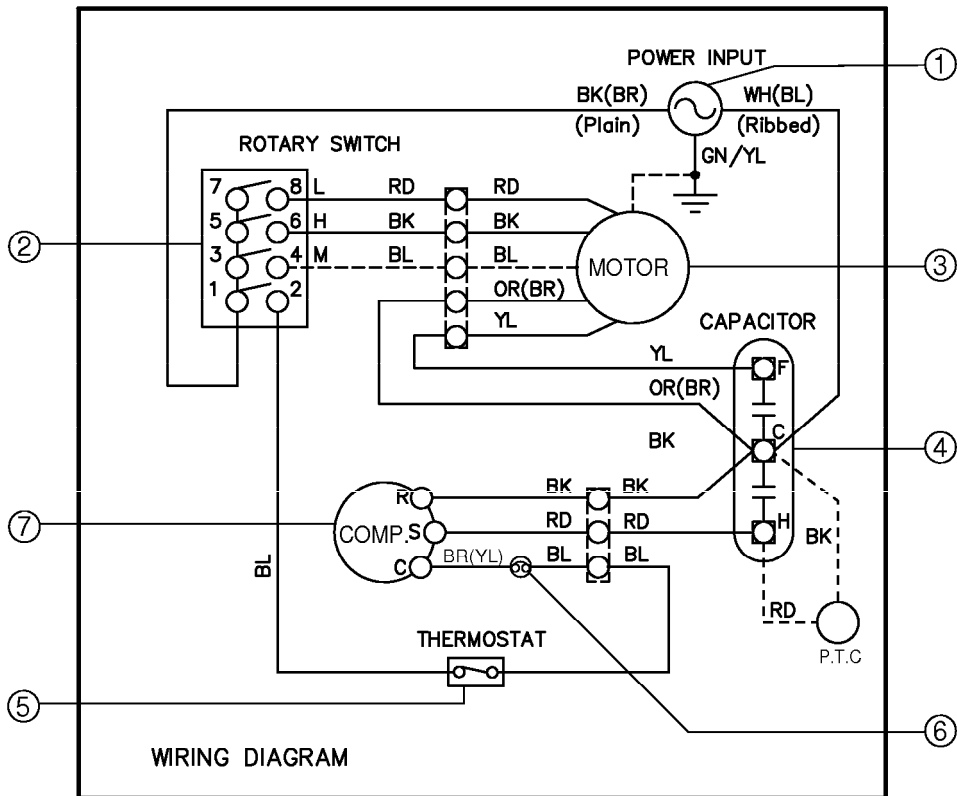 POWER INPUT
1
BK(BR)
WH(BL)
(Plain)
(Ribbed)
GN/YL
ROTARY SWITCH
7 8 L RD RD
5 6 H BK BK
2
3 4 M BL BL
MOTOR
3
1 2
OR(BR)
YL
CAPACITOR
YL
F
OR(BR)
C
BK
4
R BK BK
7
COMP. S RD RD H
BK
C BR(YL) BL BL
BL
RD
P.T.C
THERMOSTAT
5
6
WIRING DIAGRAM